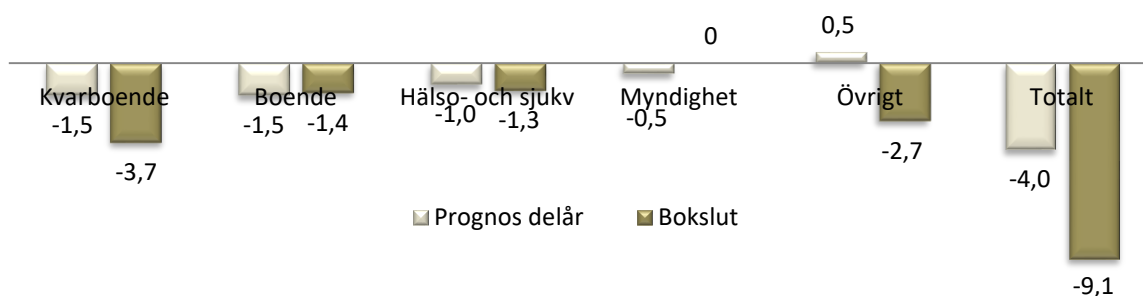 0,5
0
Kvarboende Boende Hälso- och sjukv Myndighet Övrigt Totalt
-1,5 -1,5 -1,4 -1,0 -1,3 -0,5
-3,7 -2,7 -4,0
Prognos delår Bokslut
-9,1